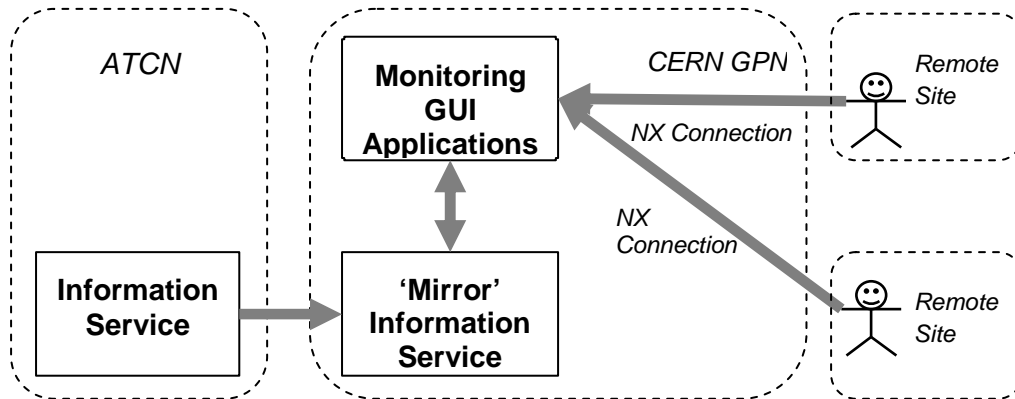 ATCN
Monitoring
GUI
Applications
CERN GPN
Remote
Site
NX Connection
NX
Connection
Information
Service
‘Mirror’
Information
Service
Remote
Site